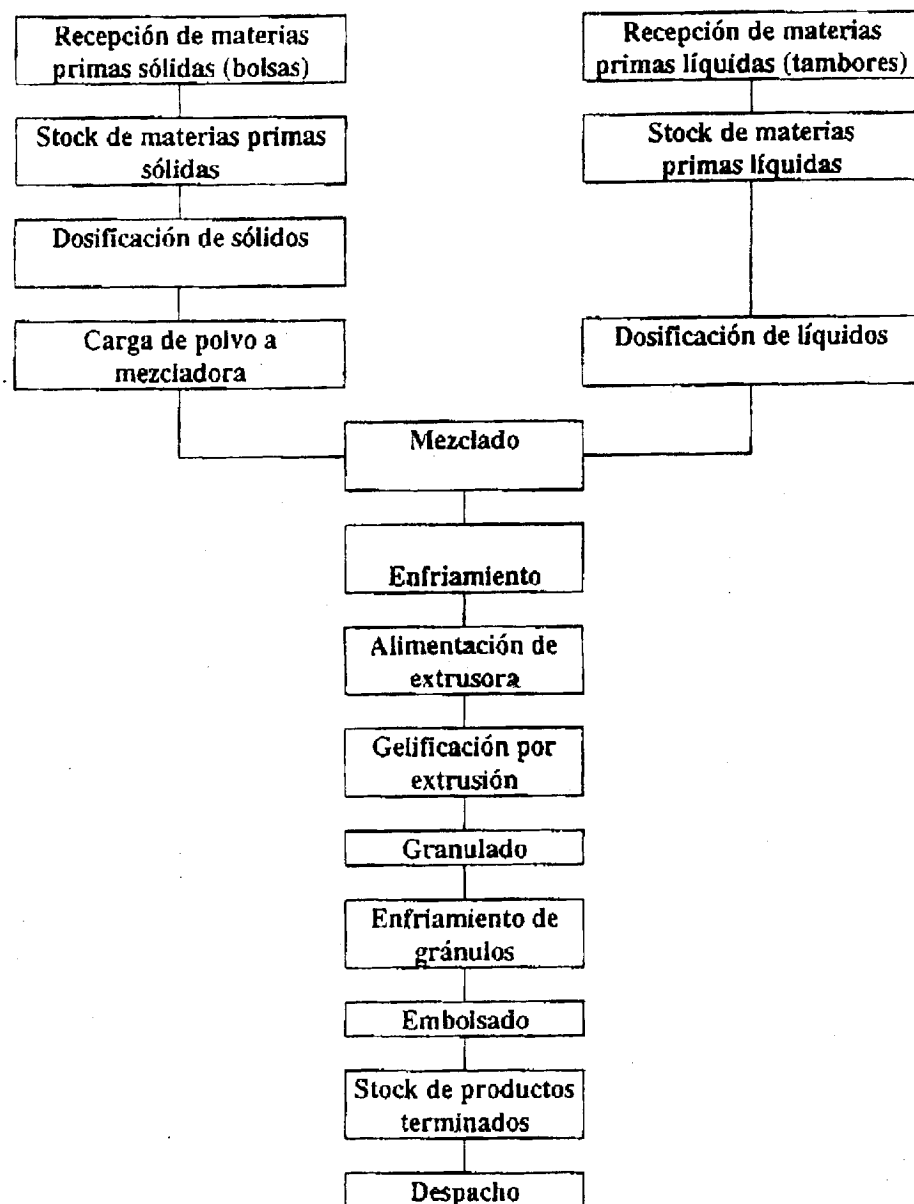 Recepción de materias
primas sólidas (bolsas)
Recepción de materias
primas líquidas (tambores)
Stock de materias primas
sólidas
Stock de materias
primas líquidas
Dosificación de sólidos
Carga de polvo a
mezcladora
Dosificación de líquidos
Mezclado
Enfriamiento
Alimentación de
extrusora
Gelificación por
extrusión
Granulado
Enfriamiento de
gránulos
Embolsado
Stock de productos
terminados
Despacho